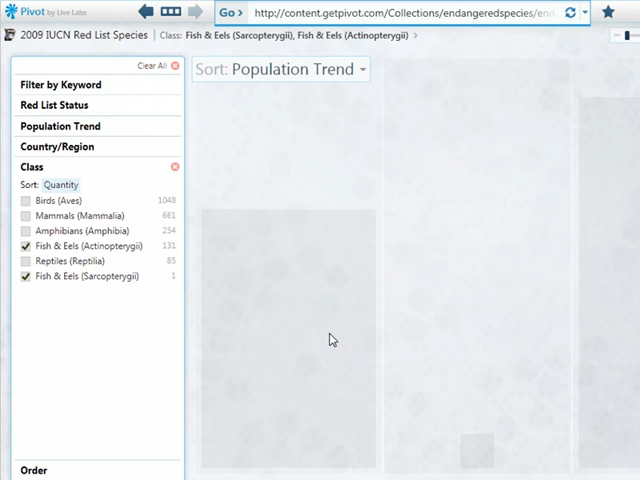 Pivot by Live Labs
Go > http://content.getpivot.com/Collections/endangeredspecies/end
2009 IUCN Red List Species | Class: Fish & Eels (Sarcopterygii), Fish & Eels (Actinopterygii) >
Clear All
Sort: Population Trend
Filter by Keyword
Red List Status
Population Trend
Country/Region
Class
Sort: Quantity
Birds (Aves) 1048
Mammals (Mammalia) 661
Amphibians (Amphibia) 254
Fish & Eels (Actinopterygii) 131
Reptiles (Reptilia) 85
Fish & Eels (Sarcopterygii) 1
Order